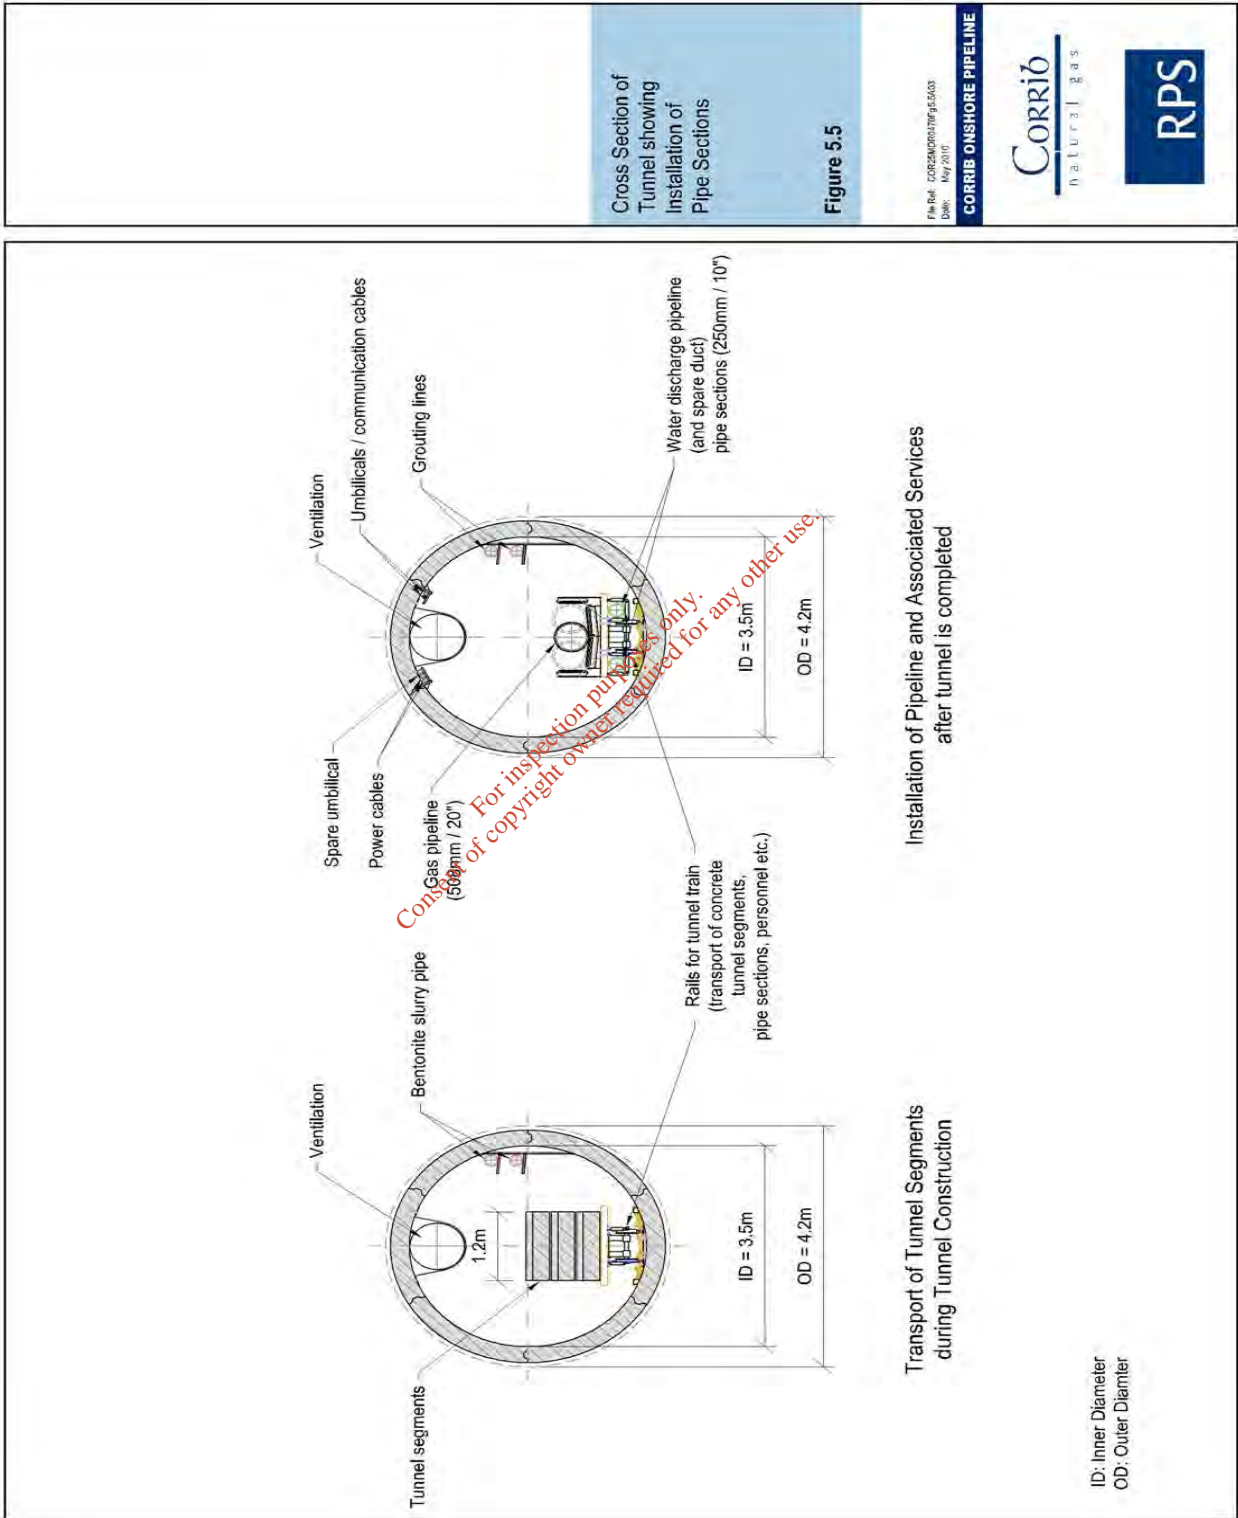 Tunnel segments
Ventilation
Bentonite slurry pipe
1.2m
ID = 3.5m
OD = 4.2m
Transport of Tunnel Segments
during Tunnel Construction
Rails for tunnel train
(transport of concrete
tunnel segments,
pipe sections, personnel etc.)
Spare umbilical
Power cables
Gas pipeline
(508mm / 20")
Ventilation
Umbilicals / communication cables
Grouting lines
Water discharge pipeline
(and spare duct)
pipe sections (250mm / 10")
ID = 3.5m
OD = 4.2m
Installation of Pipeline and Associated Services
after tunnel is completed
ID: Inner Diameter
OD: Outer Diamter
For inspection purposes only.
Consent of copyright owner required for any other use.
Cross Section of
Tunnel showing
Installation of
Pipe Sections
Figure 5.5
File Ref:
Date: May 2010
CORRIB ONSHORE PIPELINE
CORRIB
natural gas
RPS